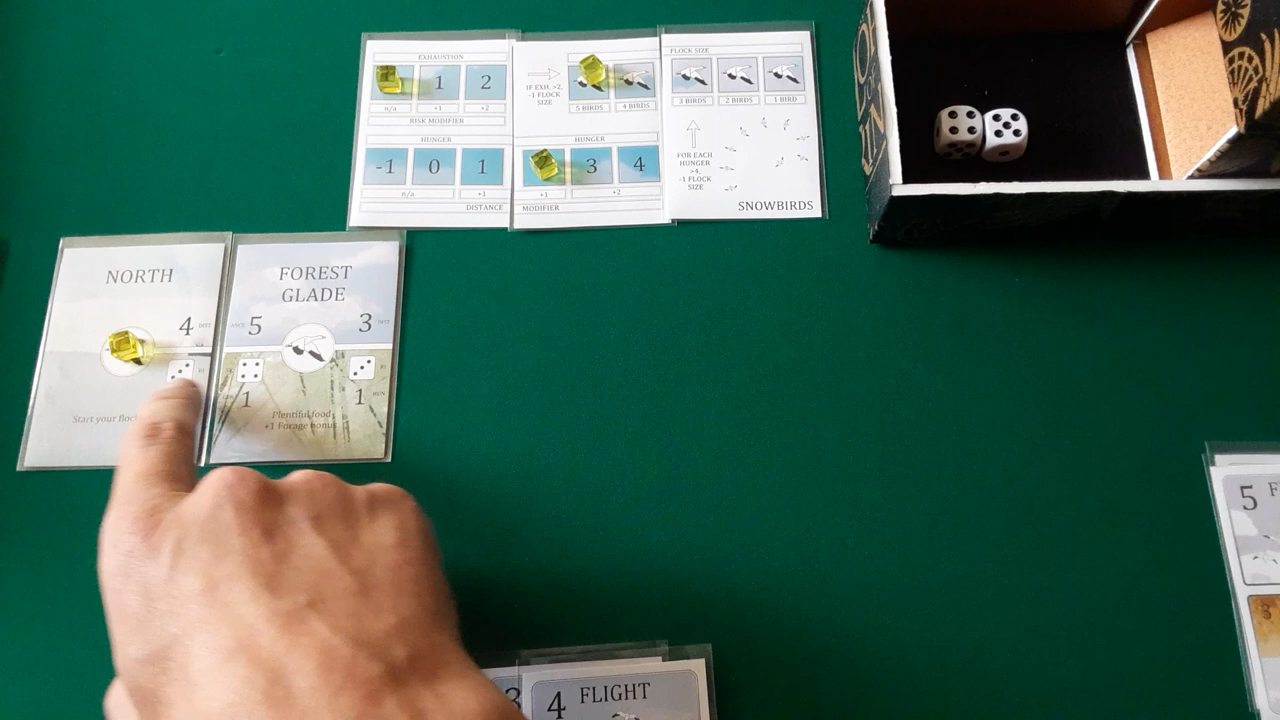 EXHAUSTION
1 2
n/a +1 +2
RISK MODIFIER
HUNGER
-1 0 1
n/a +1
DISTANCE
IF EXH. >2,
-1 FLOCK
SIZE
5 BIRDS 4 BIRDS
HUNGER
3 4
+1 +2
MODIFIER
FLOCK SIZE
3 BIRDS 2 BIRDS 1 BIRD
FOR EACH
HUNGER
>4,
-1 FLOCK
SIZE
SNOWBIRDS
NORTH
4
Start your
FOREST
GLADE
5 3
1 1
Plentiful food:
+1 Forage bonus
4 FLIGHT
3
5 F
3